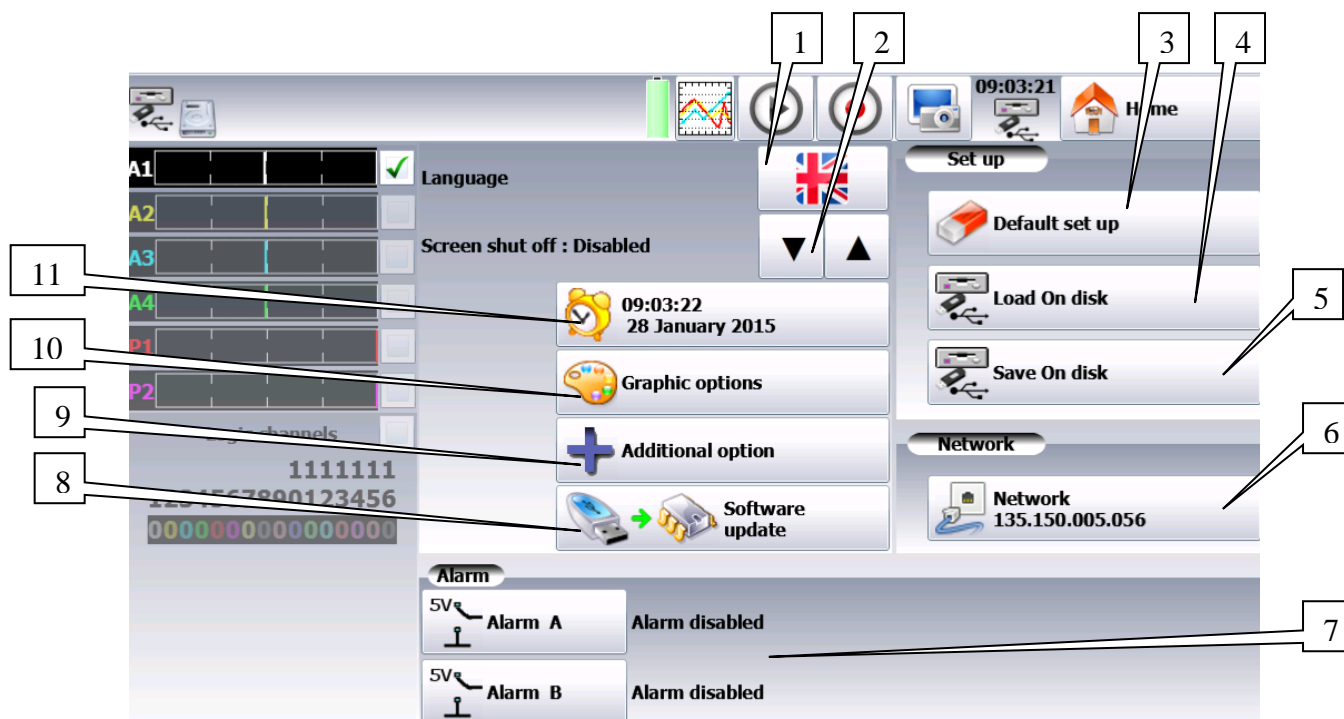 1
2
3
4
09:03:21
Home
A1
Language
Set up
A2
Default set up
A3
Screen shut off : Disabled
11
09:03:22
28 January 2015
Load On disk
5
A4
P1
10
Graphic options
Save On disk
P2
9
Logic channels
Additional option
Network
6
1111111
1234567890123456
8
Software
update
Network
135.150.005.056
0000000000000000
Alarm
5V
Alarm A
Alarm disabled
7
5V
Alarm B
Alarm disabled